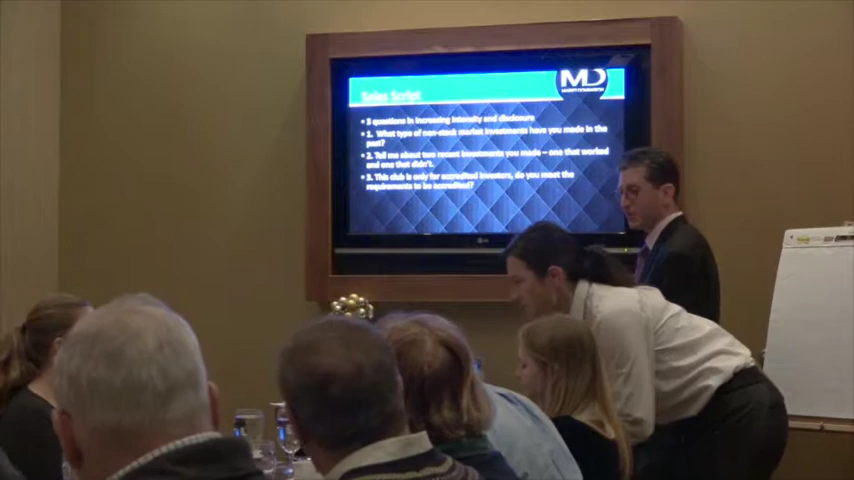 MD
Sales Script
• 3 questions in increasing intensity and disclosure
• 1. What type of non-stock market investments have you made in the
past?
• 2. Tell me about two recent investments you made – one that worked
and one that didn't.
• 3. This club is only for accredited investors, do you meet the
requirements to be accredited?
LG